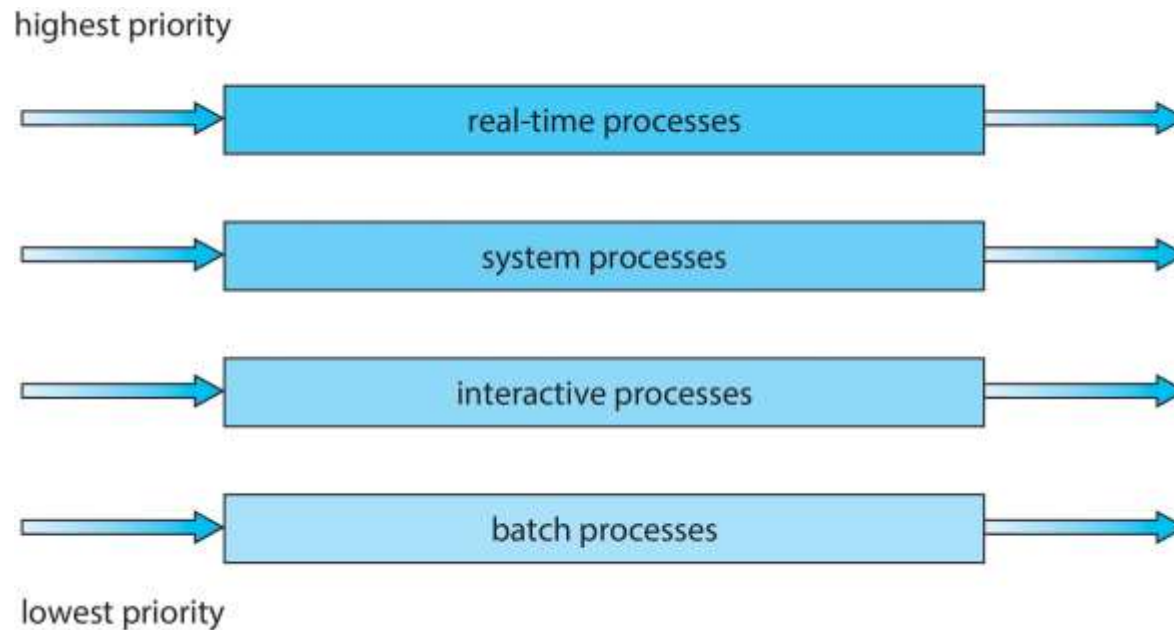 highest priority
real-time processes
system processes
interactive processes
batch processes
lowest priority